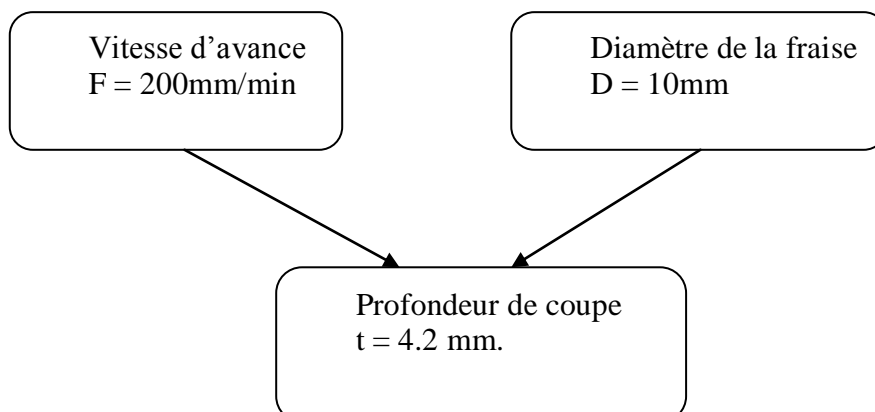 Vitesse d’avance
F = 200mm/min
Diamètre de la fraise
D = 10mm
Profondeur de coupe
t = 4.2 mm.